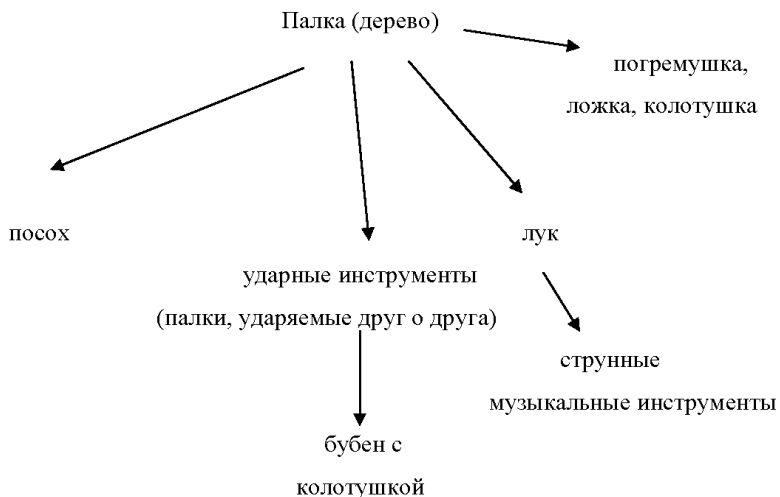 Палка (дерево)
погремушка,
ложка, колотушка
посох
лук
ударные инструменты
(палки, ударяемые друг о друга)
струнные
музыкальные инструменты
бубен с
колотушкой